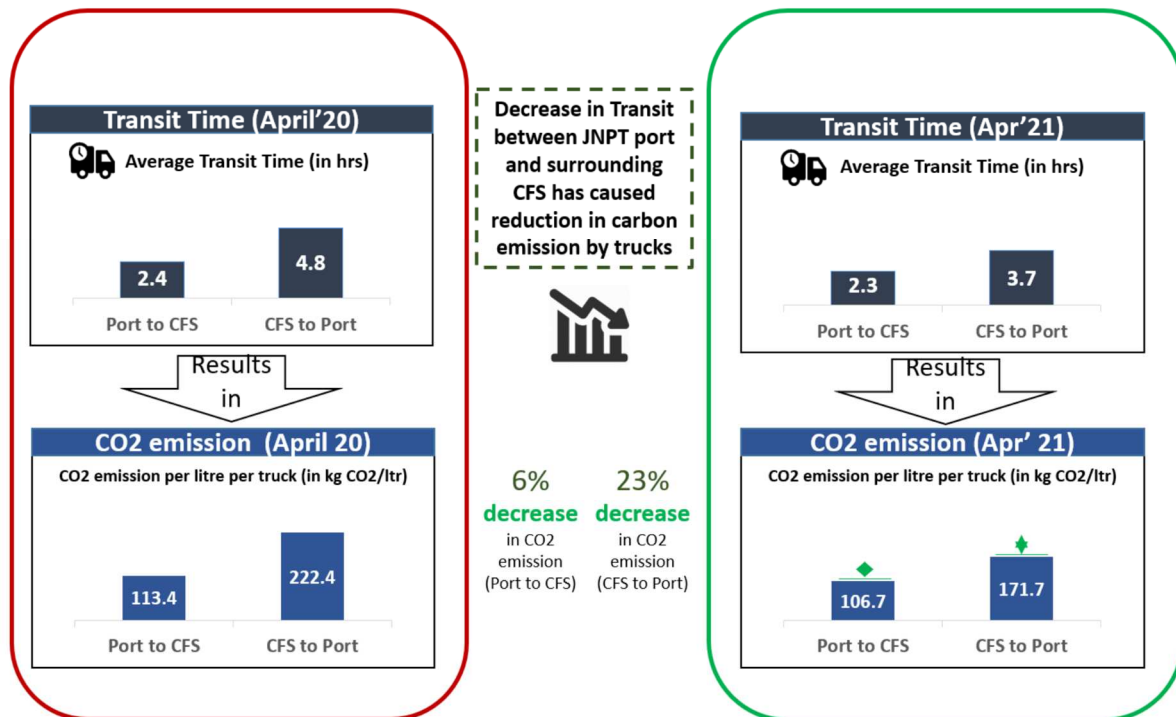 Transit Time (April’20)
Average Transit Time (in hrs)
2.4
4.8
Port to CFS
CFS to Port
Results
in
CO2 emission (April 20)
CO2 emission per litre per truck (in kg CO2/ltr)
113.4
222.4
Port to CFS
CFS to Port
Decrease in Transit
between JNPT port
and surrounding
CFS has caused
reduction in carbon
emission by trucks
6%
decrease
in CO2
emission
(Port to CFS)
23%
decrease
in CO2
emission
(CFS to Port)
Transit Time (Apr’21)
Average Transit Time (in hrs)
2.3
3.7
Port to CFS
CFS to Port
Results
in
CO2 emission (Apr’ 21)
CO2 emission per litre per truck (in kg CO2/ltr)
106.7
171.7
Port to CFS
CFS to Port